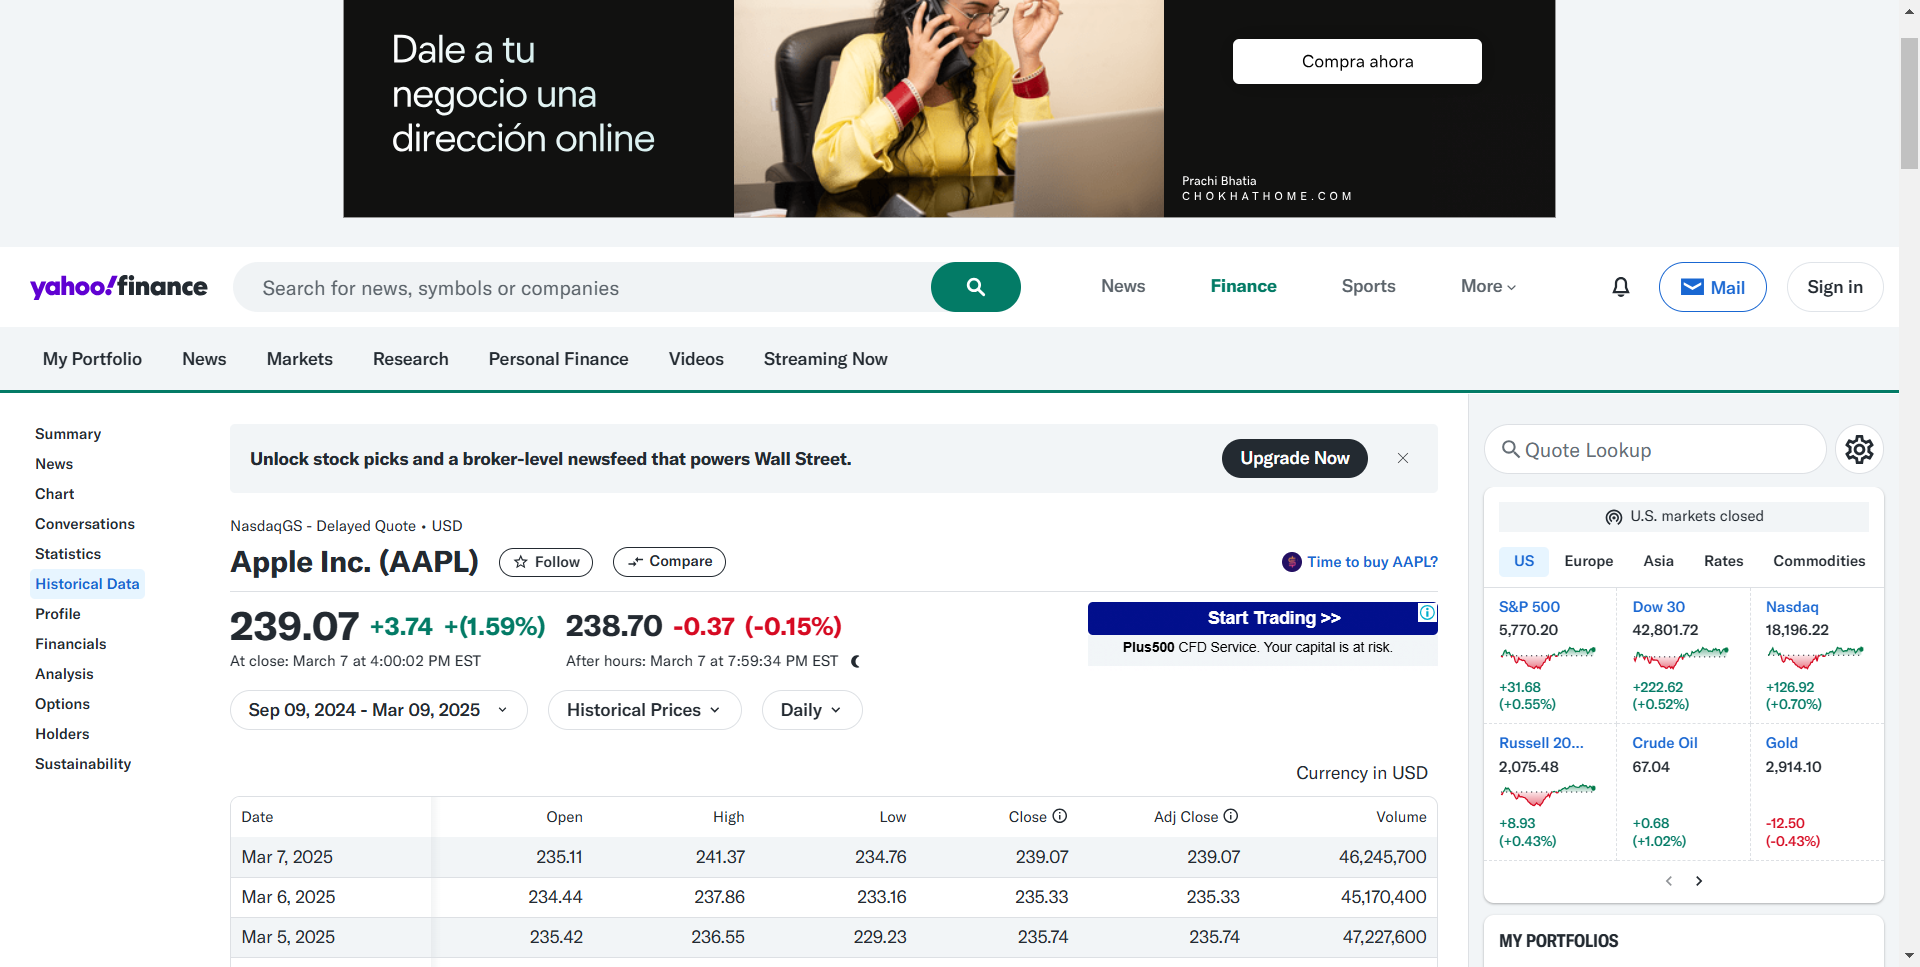 Dale a tu
negocio una
dirección online
Compra ahora
Prachi Bhatia
CHOKHATHOME.COM
yahoo!finance
Search for news, symbols or companies
News
Finance
Sports
More
Mail
Sign in
My Portfolio
News
Markets
Research
Personal Finance
Videos
Streaming Now
Summary
News
Chart
Conversations
Statistics
Historical Data
Profile
Financials
Analysis
Options
Holders
Sustainability
Unlock stock picks and a broker-level newsfeed that powers Wall Street.
Upgrade Now
NasdaqGS - Delayed Quote • USD
Apple Inc. (AAPL)
Follow
Compare
Time to buy AAPL?
239.07 +3.74 +(1.59%)
At close: March 7 at 4:00:02 PM EST
238.70 -0.37 (-0.15%)
After hours: March 7 at 7:59:34 PM EST
Start Trading >>
Plus500 CFD Service. Your capital is at risk.
Sep 09, 2024 - Mar 09, 2025
Historical Prices
Daily
Currency in USD
Date Open High Low Close Adj Close Volume
Mar 7, 2025 235.11 241.37 234.76 239.07 239.07 46,245,700
Mar 6, 2025 234.44 237.86 233.16 235.33 235.33 45,170,400
Mar 5, 2025 235.42 236.55 229.23 235.74 235.74 47,227,600
Quote Lookup
U.S. markets closed
US
Europe
Asia
Rates
Commodities
S&P 500
5,770.20
+31.68
(+0.55%)
Dow 30
42,801.72
+222.62
(+0.52%)
Nasdaq
18,196.22
+126.92
(+0.70%)
Russell 20...
2,075.48
+8.93
(+0.43%)
Crude Oil
67.04
+0.68
(+1.02%)
Gold
2,914.10
-12.50
(-0.43%)
MY PORTFOLIOS